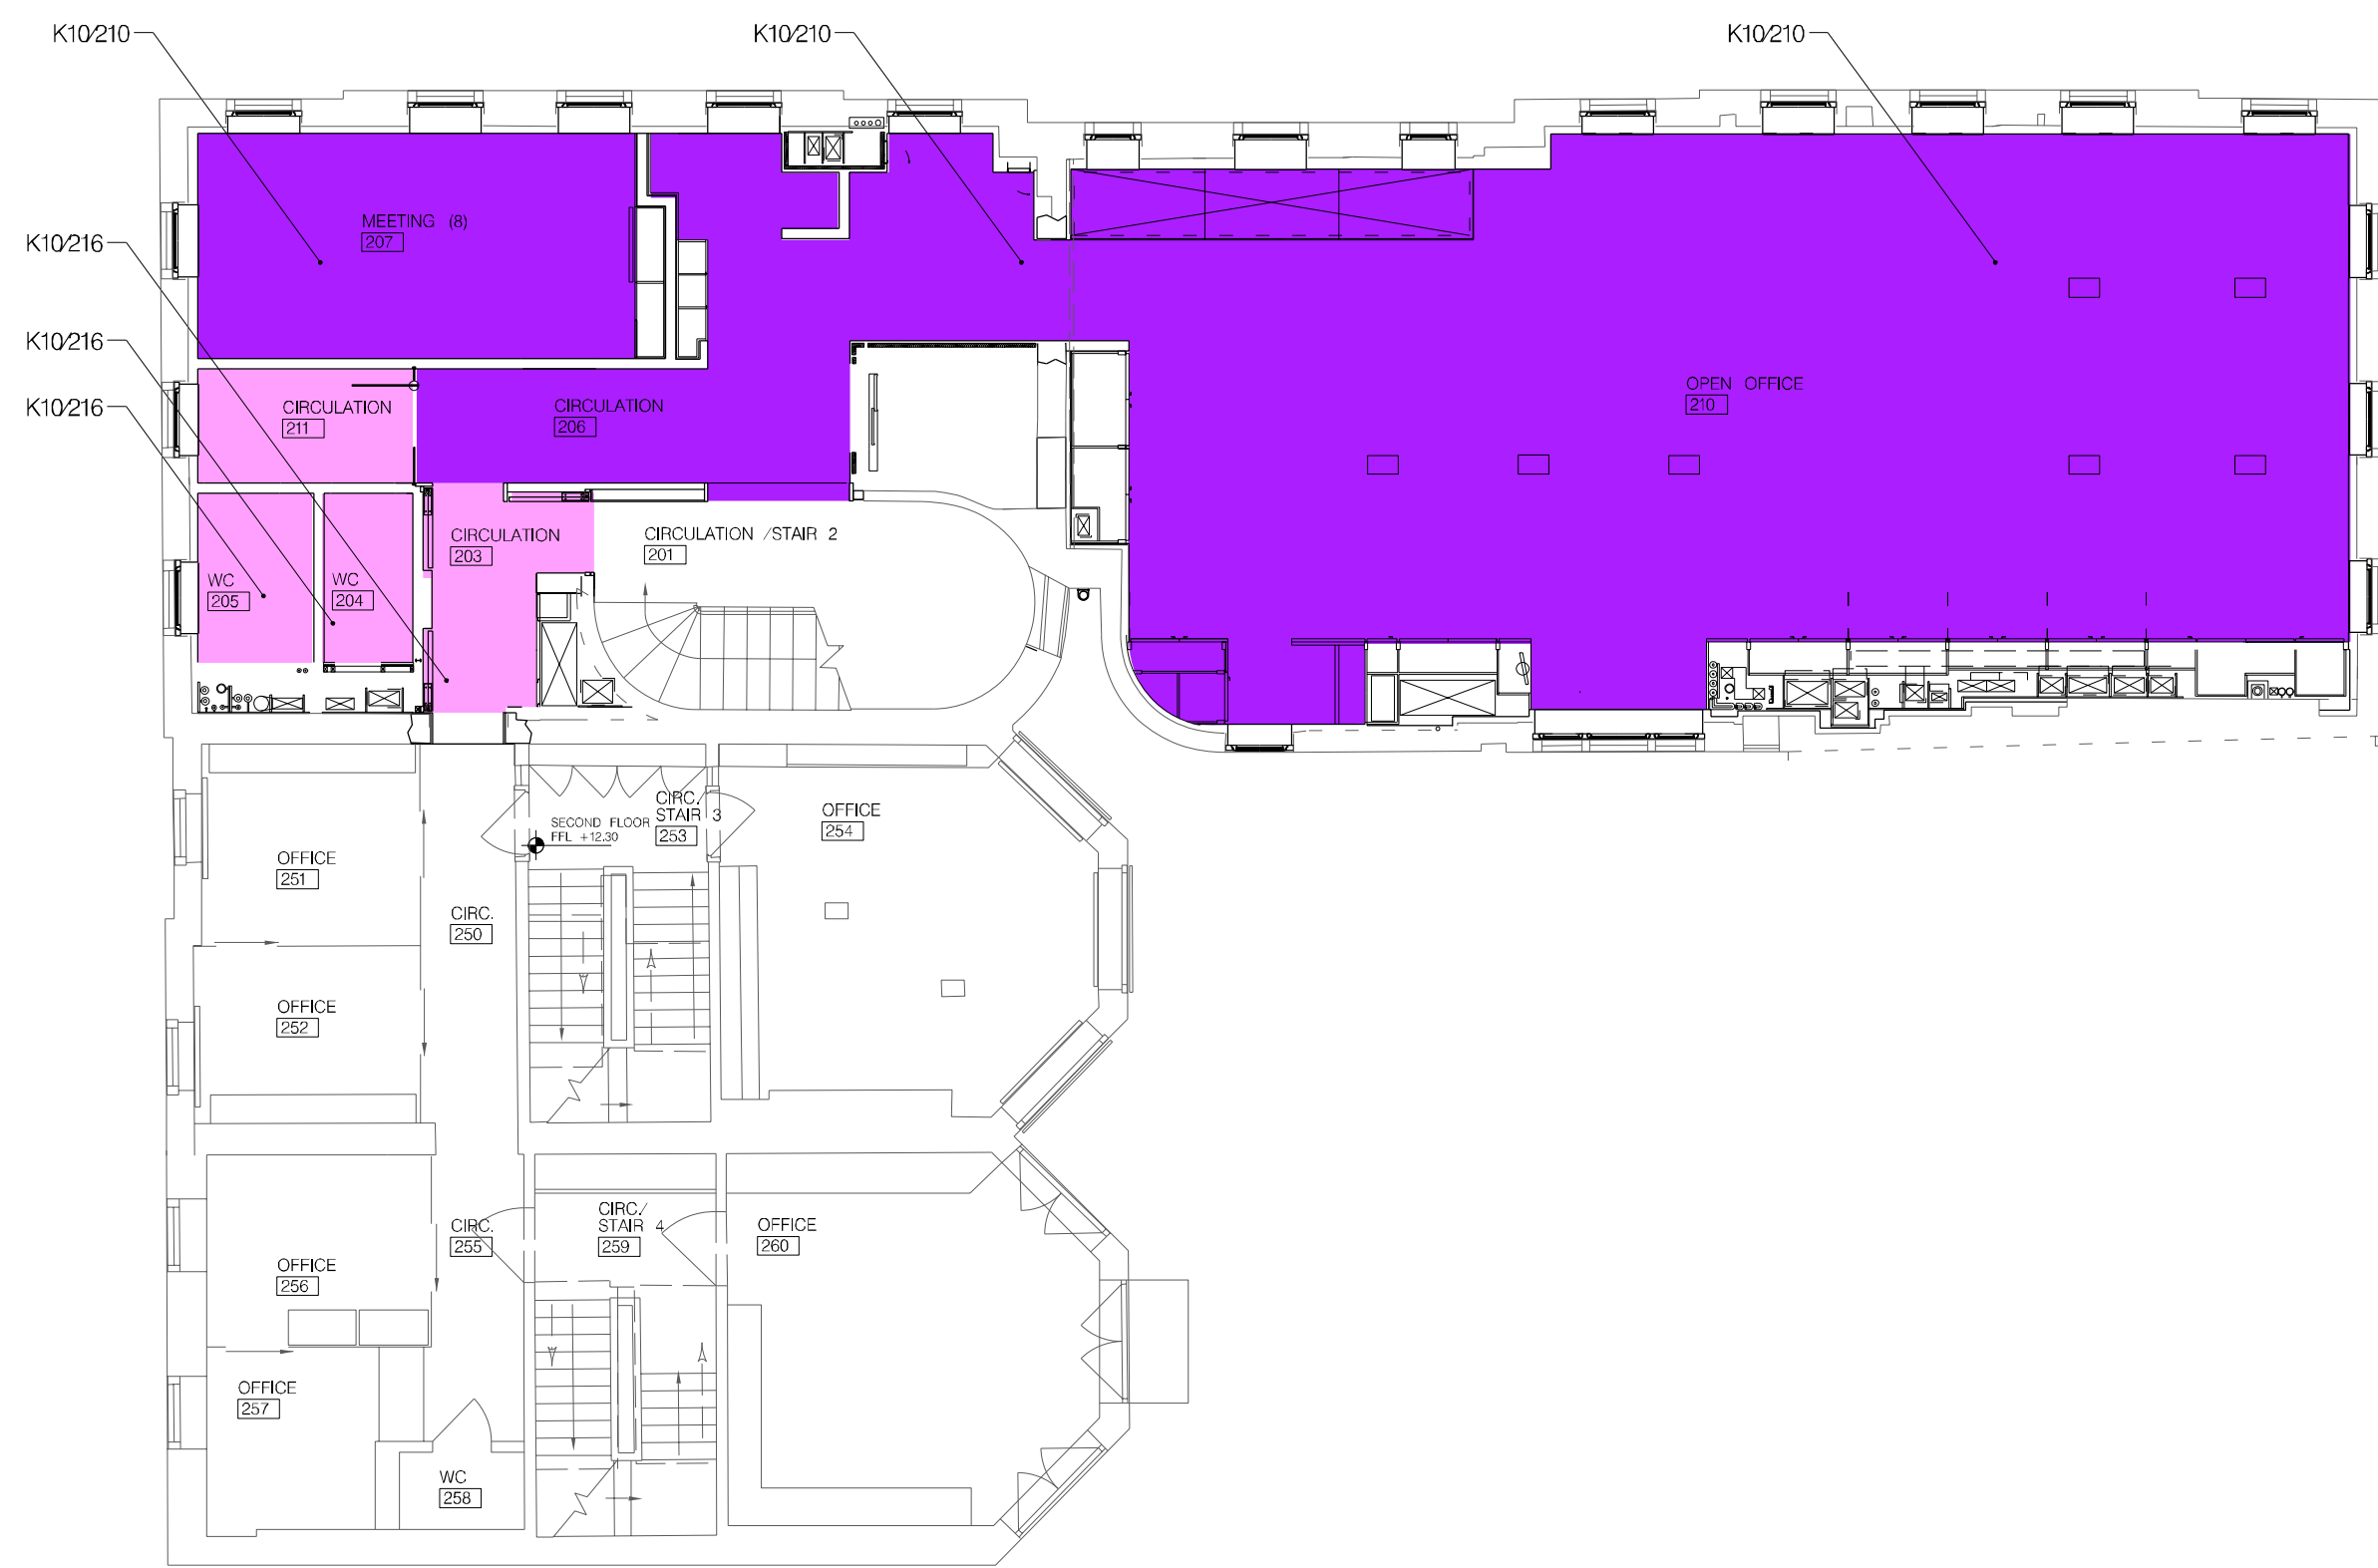 K10/210
K10/210
K10/210
MEETING (8)
207
K10/216
K10/216
K10/216
CIRCULATION
211
CIRCULATION
206
OPEN OFFICE
210
CIRCULATION
203
CIRCULATION /STAIR 2
201
WC
205
WC
204
CIRC./
STAIR 3
253
SECOND FLOOR
FFL +12.30
OFFICE
254
OFFICE
251
CIRC.
250
OFFICE
252
CIRC.
255
CIRC./
STAIR 4
259
OFFICE
260
OFFICE
256
OFFICE
257
WC
258